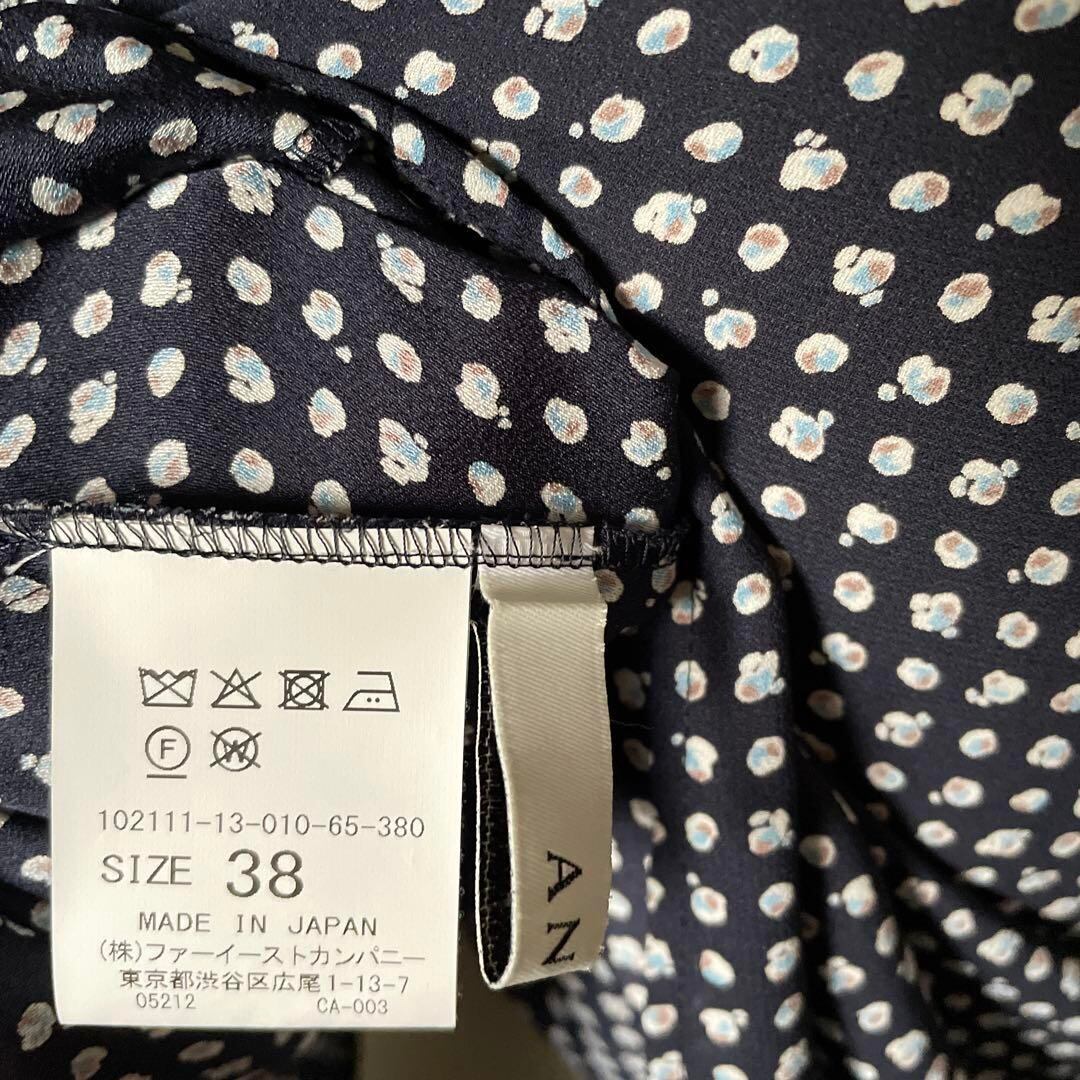 F
W
102111-13-010-65-380
SIZE 38
MADE IN JAPAN
(株)ファーイーストカンパニー
東京都渋谷区広尾1-13-7
05212 CA-003
AN